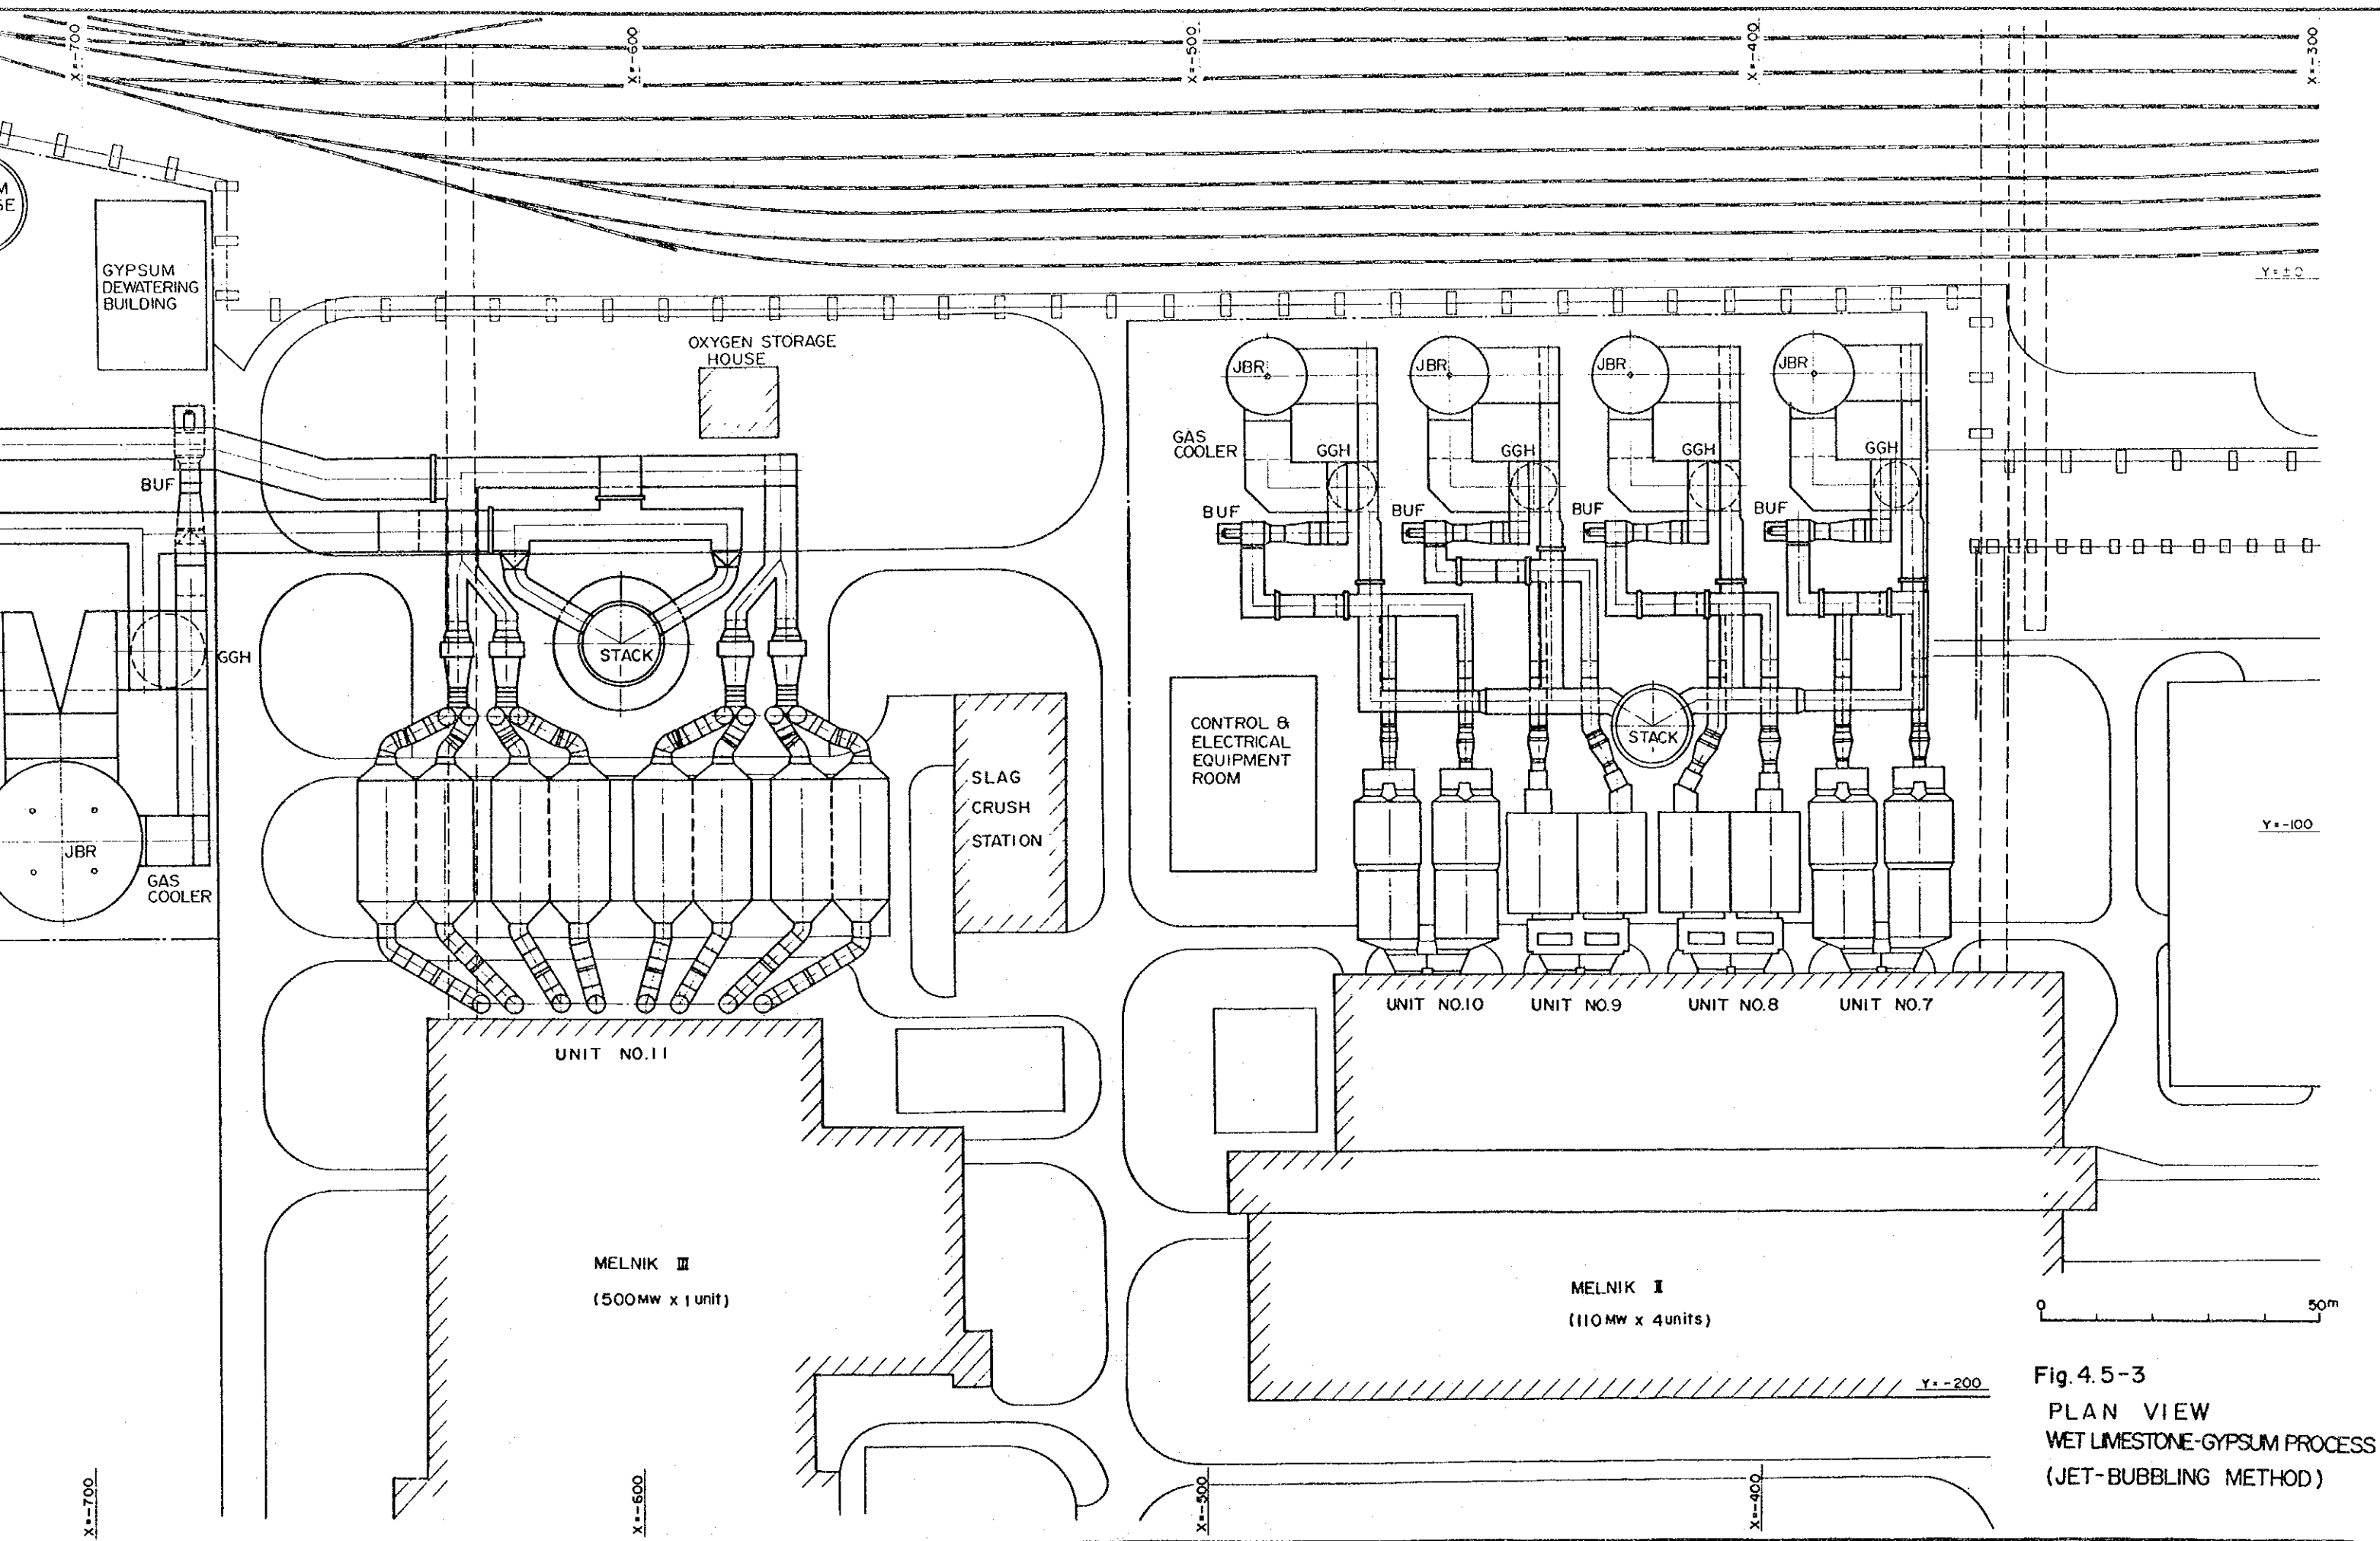 X=-700
X=-600
X=-500
X=-400
X=-300
GYPSUM
DEWATERING
BUILDING
Y=±0
OXYGEN STORAGE
HOUSE
JBR
JBR
JBR
JBR
GAS
COOLER
GGH
GGH
GGH
GGH
BUF
BUF
BUF
BUF
BUF
GGH
STACK
STACK
CONTROL &
ELECTRICAL
EQUIPMENT
ROOM
SLAG
CRUSH
STATION
Y=-100
JBR
GAS
COOLER
UNIT NO.10
UNIT NO.9
UNIT NO.8
UNIT NO.7
UNIT NO.11
MELNIK III
(500MW x 1 unit)
MELNIK II
(110MW x 4units)
0
50m
Y=-200
Fig.4.5-3
PLAN VIEW
WET LIMESTONE-GYPSUM PROCESS
(JET-BUBBLING METHOD)
X=-700
X=-600
X=-500
X=-400